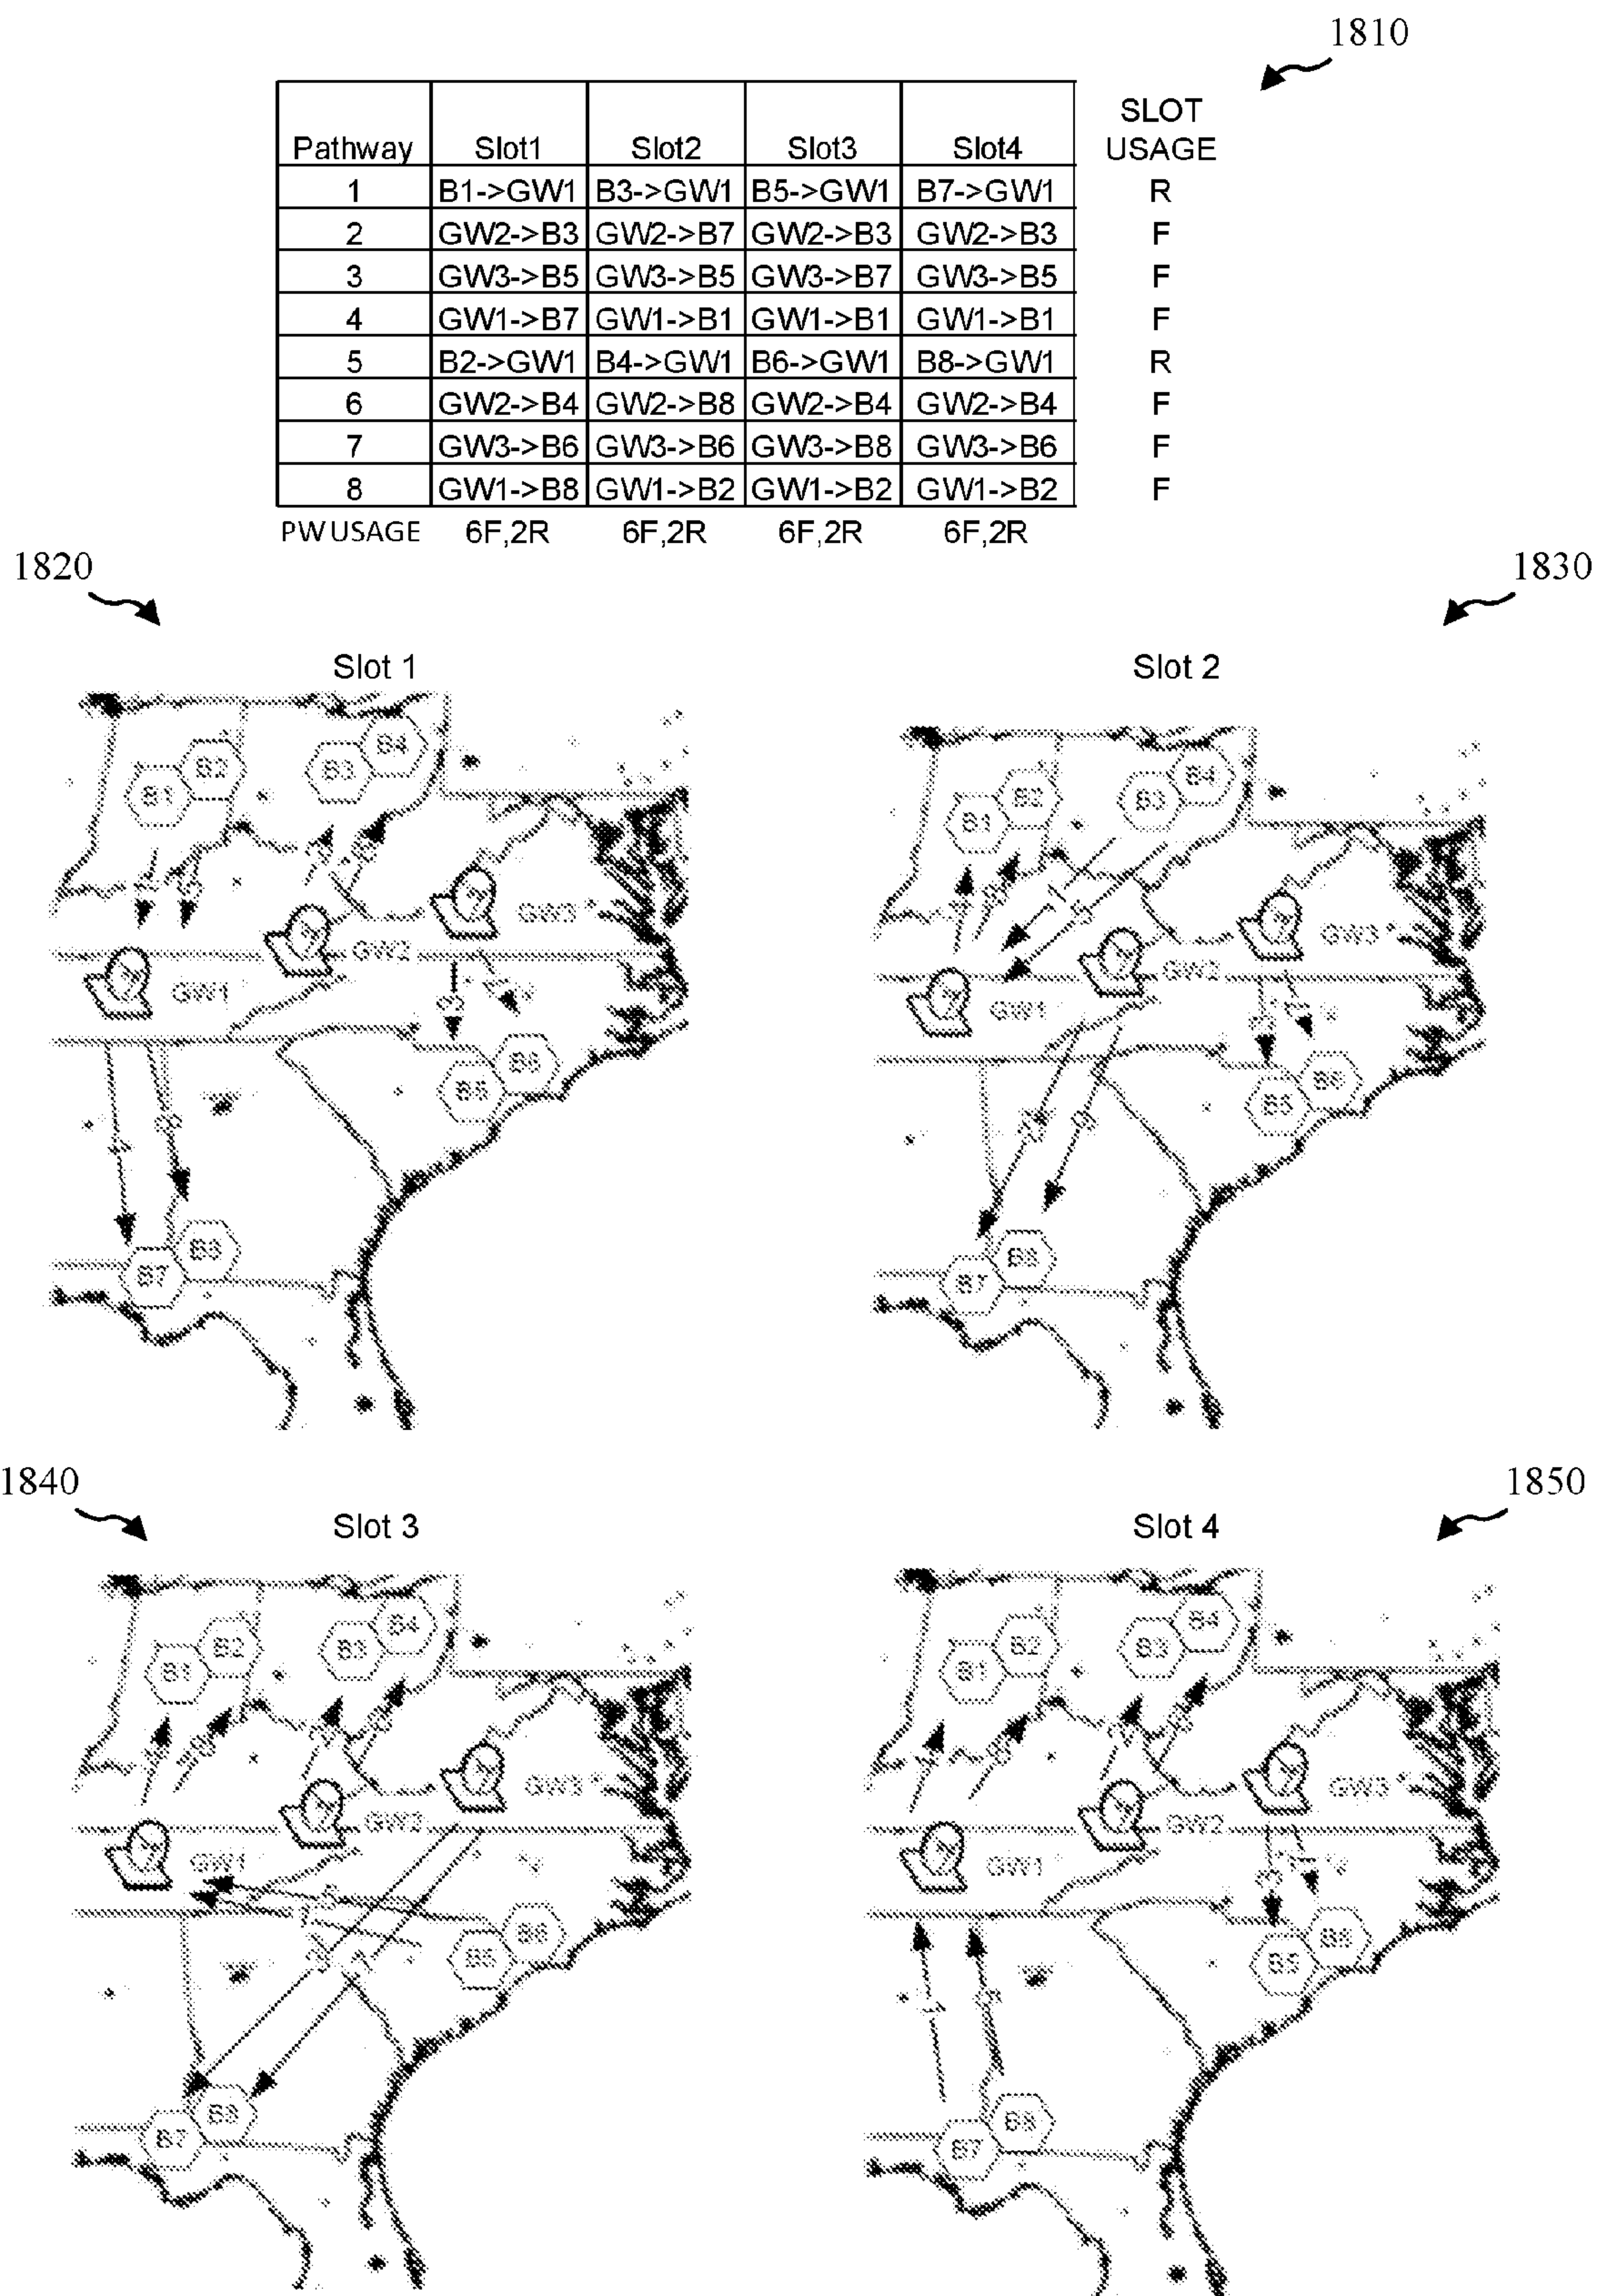 1810
SLOT
USAGE
Pathway Slot1 Slot2 Slot3 Slot4
1 B1->GW1 B3->GW1 B5->GW1 B7->GW1 R
2 GW2->B3 GW2->B7 GW2->B3 GW2->B3 F
3 GW3->B5 GW3->B5 GW3->B7 GW3->B5 F
4 GW1->B7 GW1->B1 GW1->B1 GW1->B1 F
5 B2->GW1 B4->GW1 B6->GW1 B8->GW1 R
6 GW2->B4 GW2->B8 GW2->B4 GW2->B4 F
7 GW3->B6 GW3->B6 GW3->B8 GW3->B6 F
8 GW1->B8 GW1->B2 GW1->B2 GW1->B2 F
PW USAGE 6F,2R 6F,2R 6F,2R 6F,2R
1820
1830
Slot 1
B4
B2
B3
B1
GW3
GW2
GW1
3
B6
B5
8
B8
B7
Slot 2
B4
B2
B3
B1
GW3
GW2
GW1
B6
B5
B8
B7
1840
1850
Slot 3
B4
B2
B3
B1
GW3
GW2
GW1
B6
B5
B8
B7
Slot 4
B4
B2
B3
B1
GW3
GW2
GW1
3
B6
B5
1
B8
B7